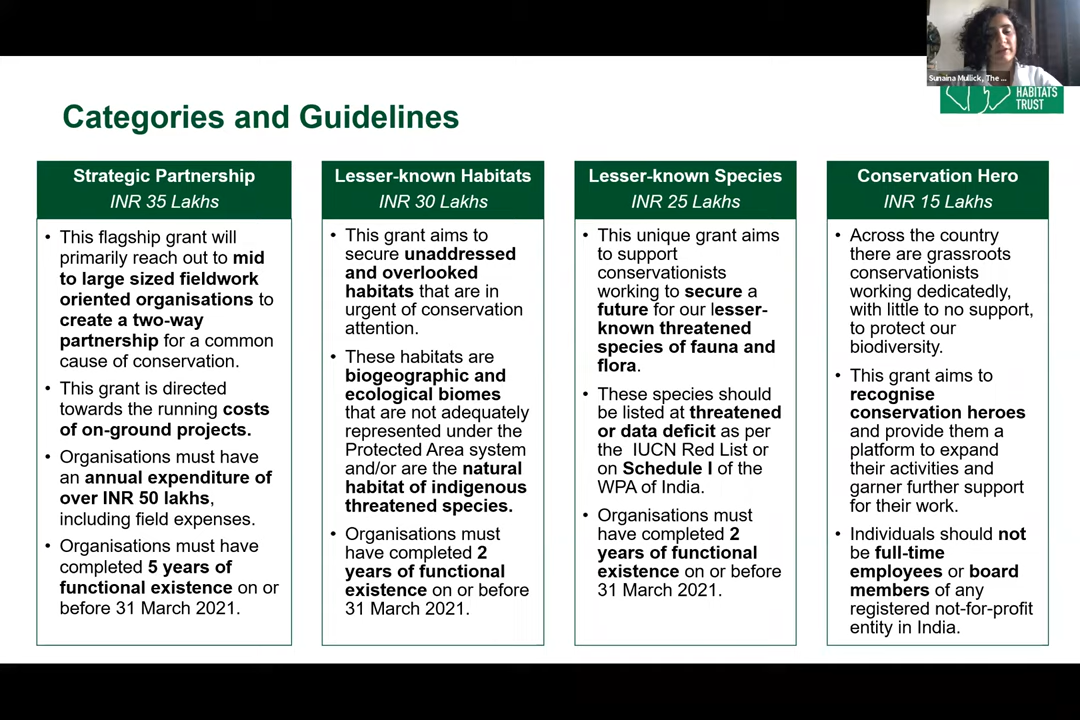 Sunaina Mullick, The ...
HABITATS
TRUST
Categories and Guidelines
Strategic Partnership
INR 35 Lakhs
• This flagship grant will
primarily reach out to mid
to large sized fieldwork
oriented organisations to
create a two-way
partnership for a common
cause of conservation.
• This grant is directed
towards the running costs
of on-ground projects.
• Organisations must have
an annual expenditure of
over INR 50 lakhs,
including field expenses.
• Organisations must have
completed 5 years of
functional existence on or
before 31 March 2021.
Lesser-known Habitats
INR 30 Lakhs
• This grant aims to
secure unaddressed
and overlooked
habitats that are in
urgent of conservation
attention.
• These habitats are
biogeographic and
ecological biomes
that are not adequately
represented under the
Protected Area system
and/or are the natural
habitat of indigenous
threatened species.
• Organisations must
have completed 2
years of functional
existence on or before
31 March 2021.
Lesser-known Species
INR 25 Lakhs
• This unique grant aims
to support
conservationists
working to secure a
future for our lesser-
known threatened
species of fauna and
flora.
• These species should
be listed at threatened
or data deficit as per
the IUCN Red List or
on Schedule I of the
WPA of India.
• Organisations must
have completed 2
years of functional
existence on or before
31 March 2021.
Conservation Hero
INR 15 Lakhs
• Across the country
there are grassroots
conservationists
working dedicatedly,
with little to no support,
to protect our
biodiversity.
• This grant aims to
recognise
conservation heroes
and provide them a
platform to expand
their activities and
garner further support
for their work.
• Individuals should not
be full-time
employees or board
members of any
registered not-for-profit
entity in India.